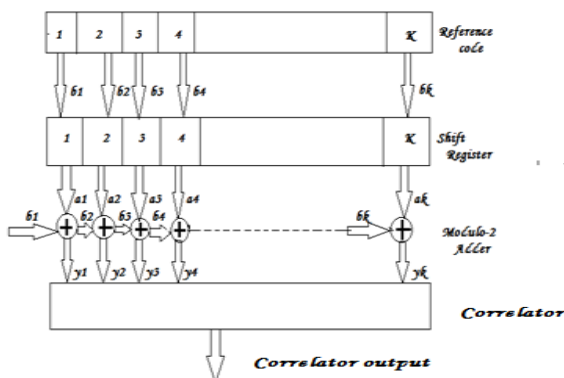 1 2 3 4 K Reference code
b1 b2 b3 b4 bk
1 2 3 4 K Shift Register
a1 a2 a3 a4 ak
b1 b2 b3 b4 bk
Modulo-2 Adder
y1 y2 y3 y4 yk
Correlator
Correlator output